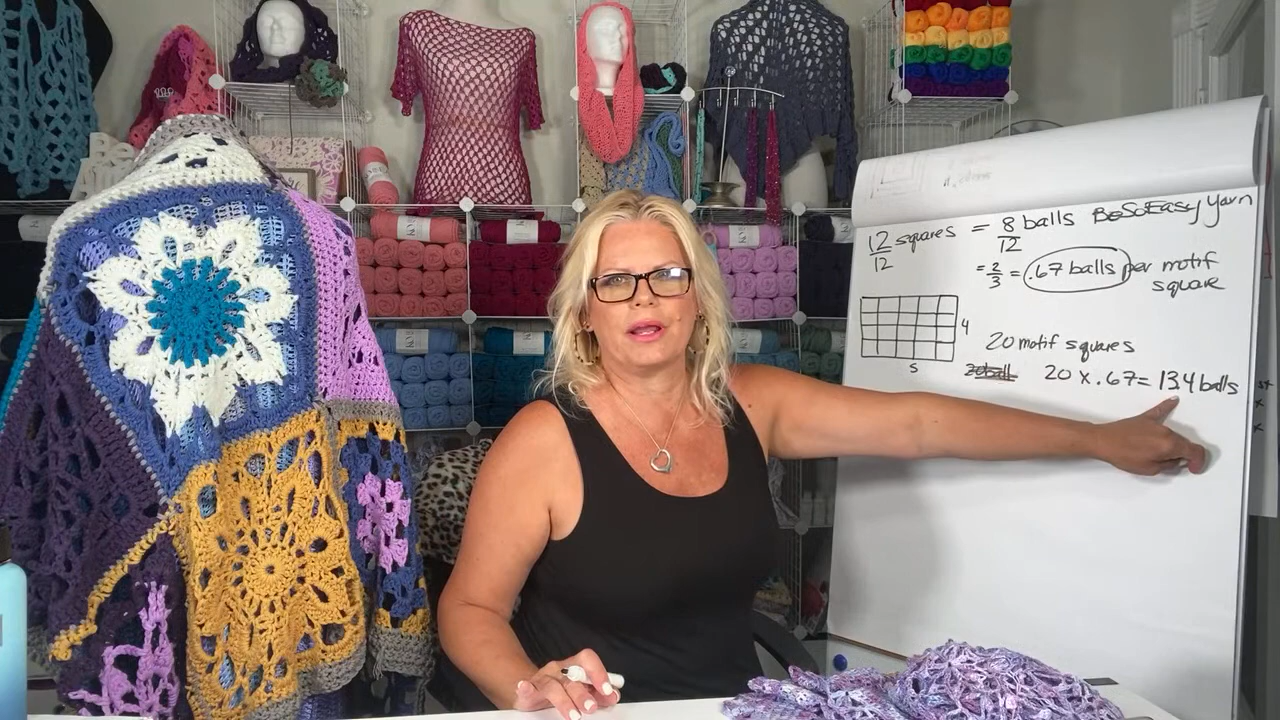 12 squares = 8 balls BeSoEasy Yarn
12 12
= 2/3 = .67 balls per motif
square
4
20 motif squares
5
20 x .67 = 13.4 balls